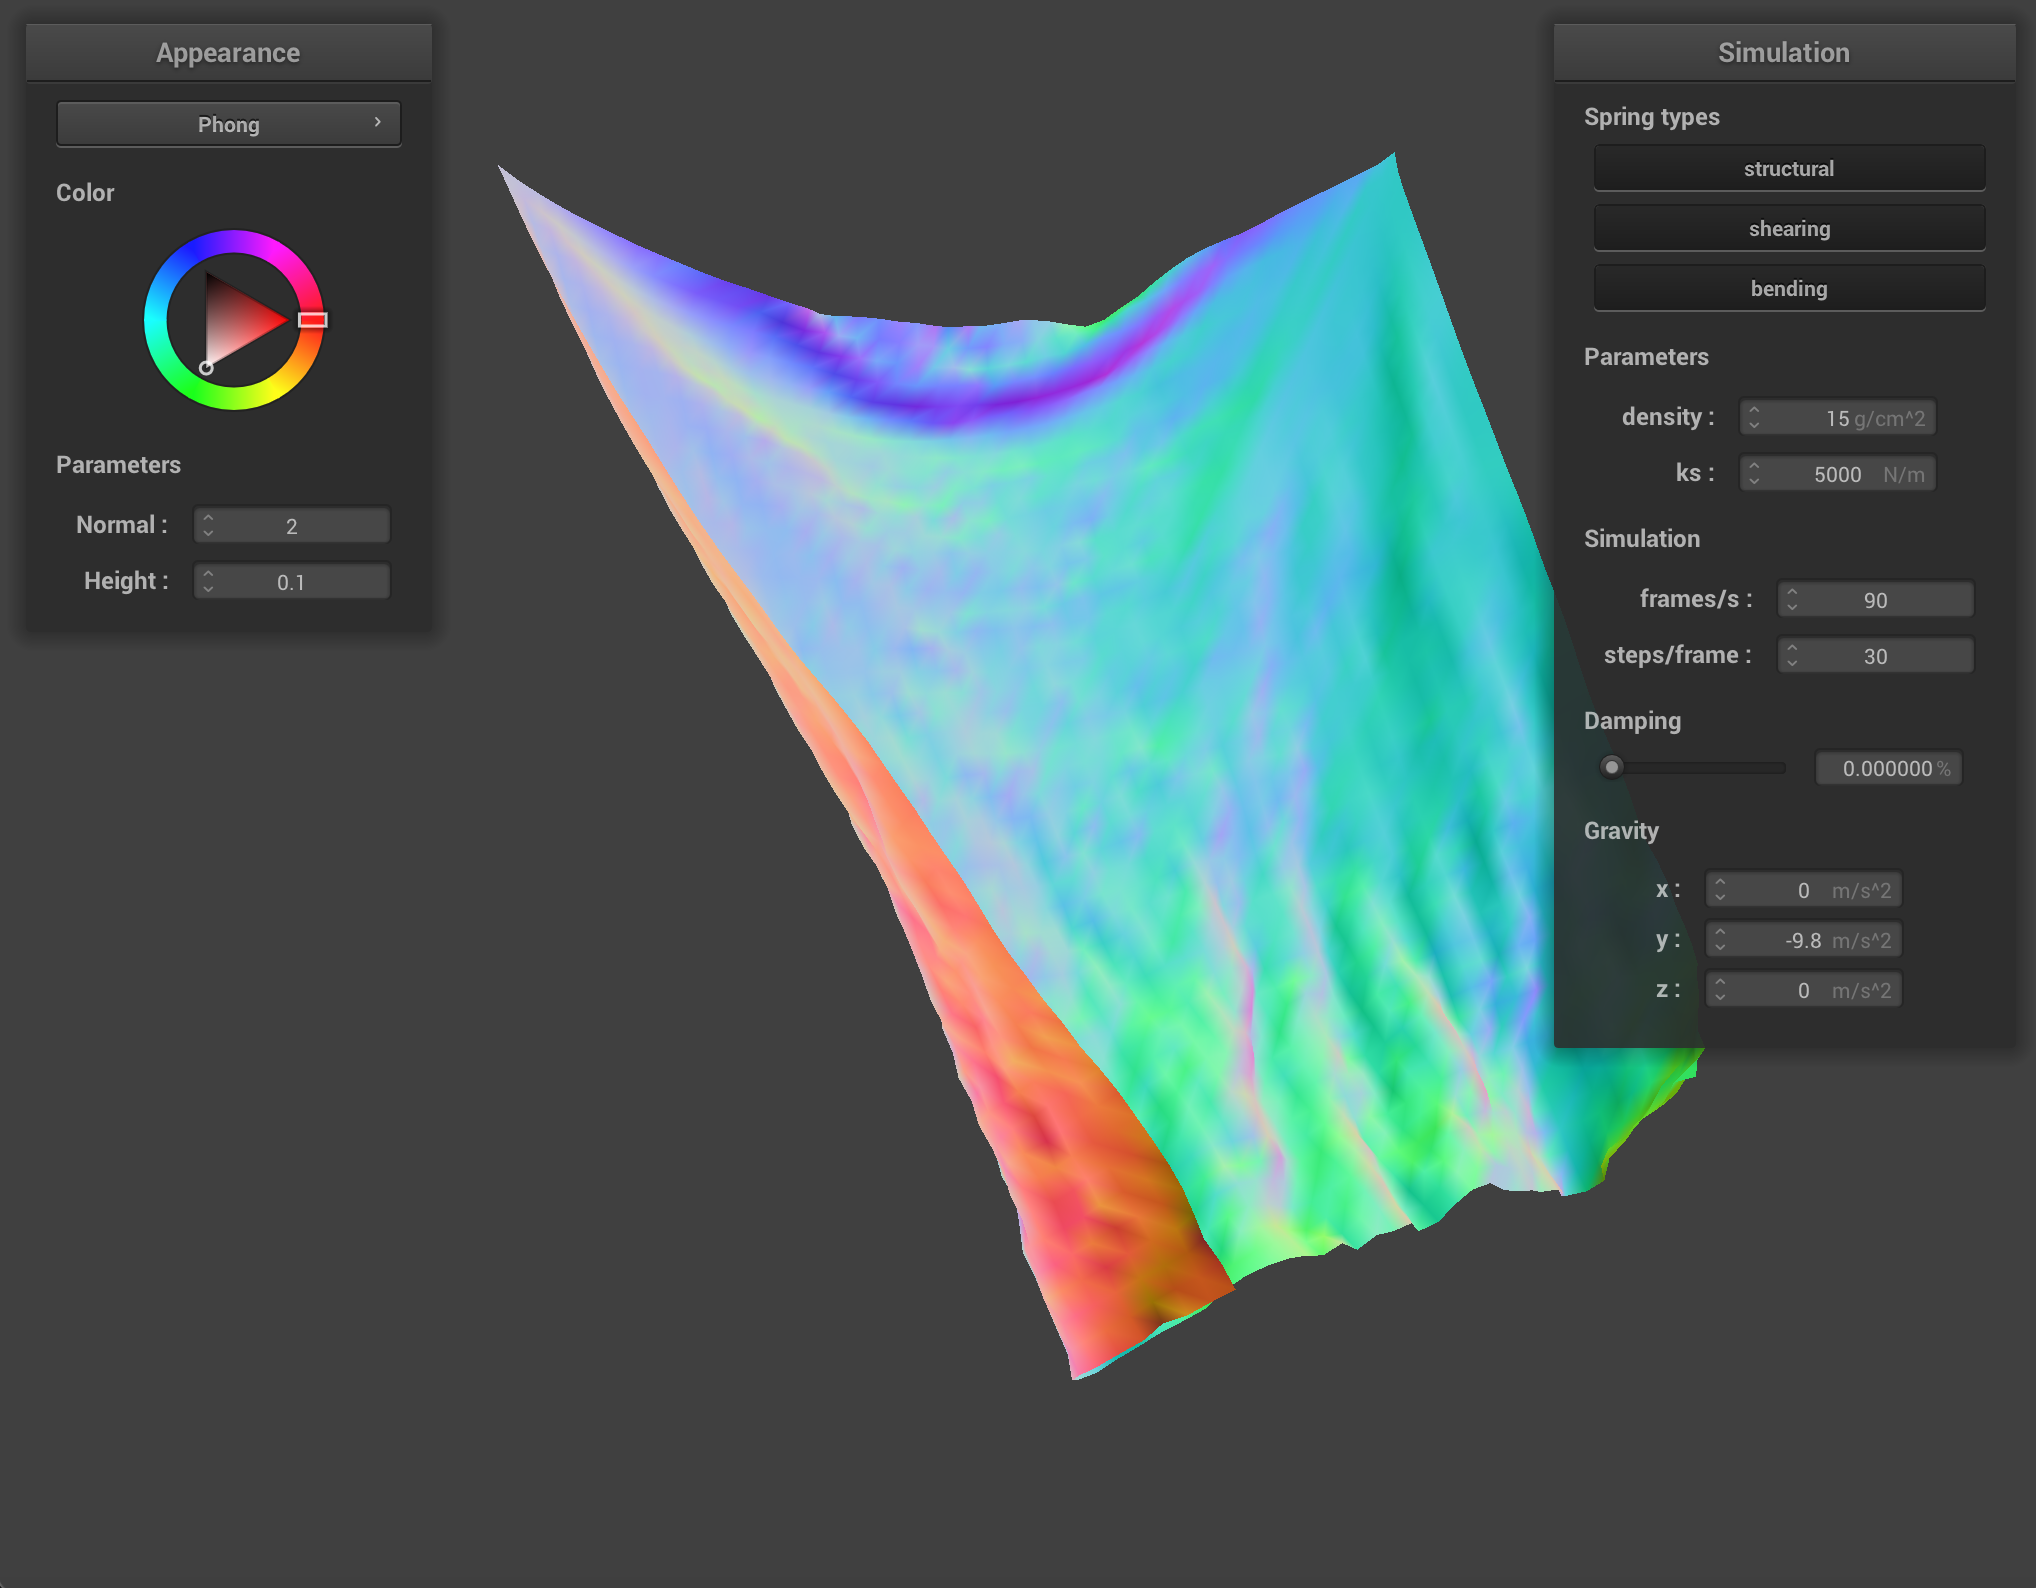 Appearance
Phong
Color
Parameters
Normal : 2
Height : 0.1
Simulation
Spring types
structural
shearing
bending
Parameters
density : 15 g/cm^2
ks : 5000 N/m
Simulation
frames/s : 90
steps/frame : 30
Damping
0.000000 %
Gravity
x : 0 m/s^2
y : -9.8 m/s^2
z : 0 m/s^2